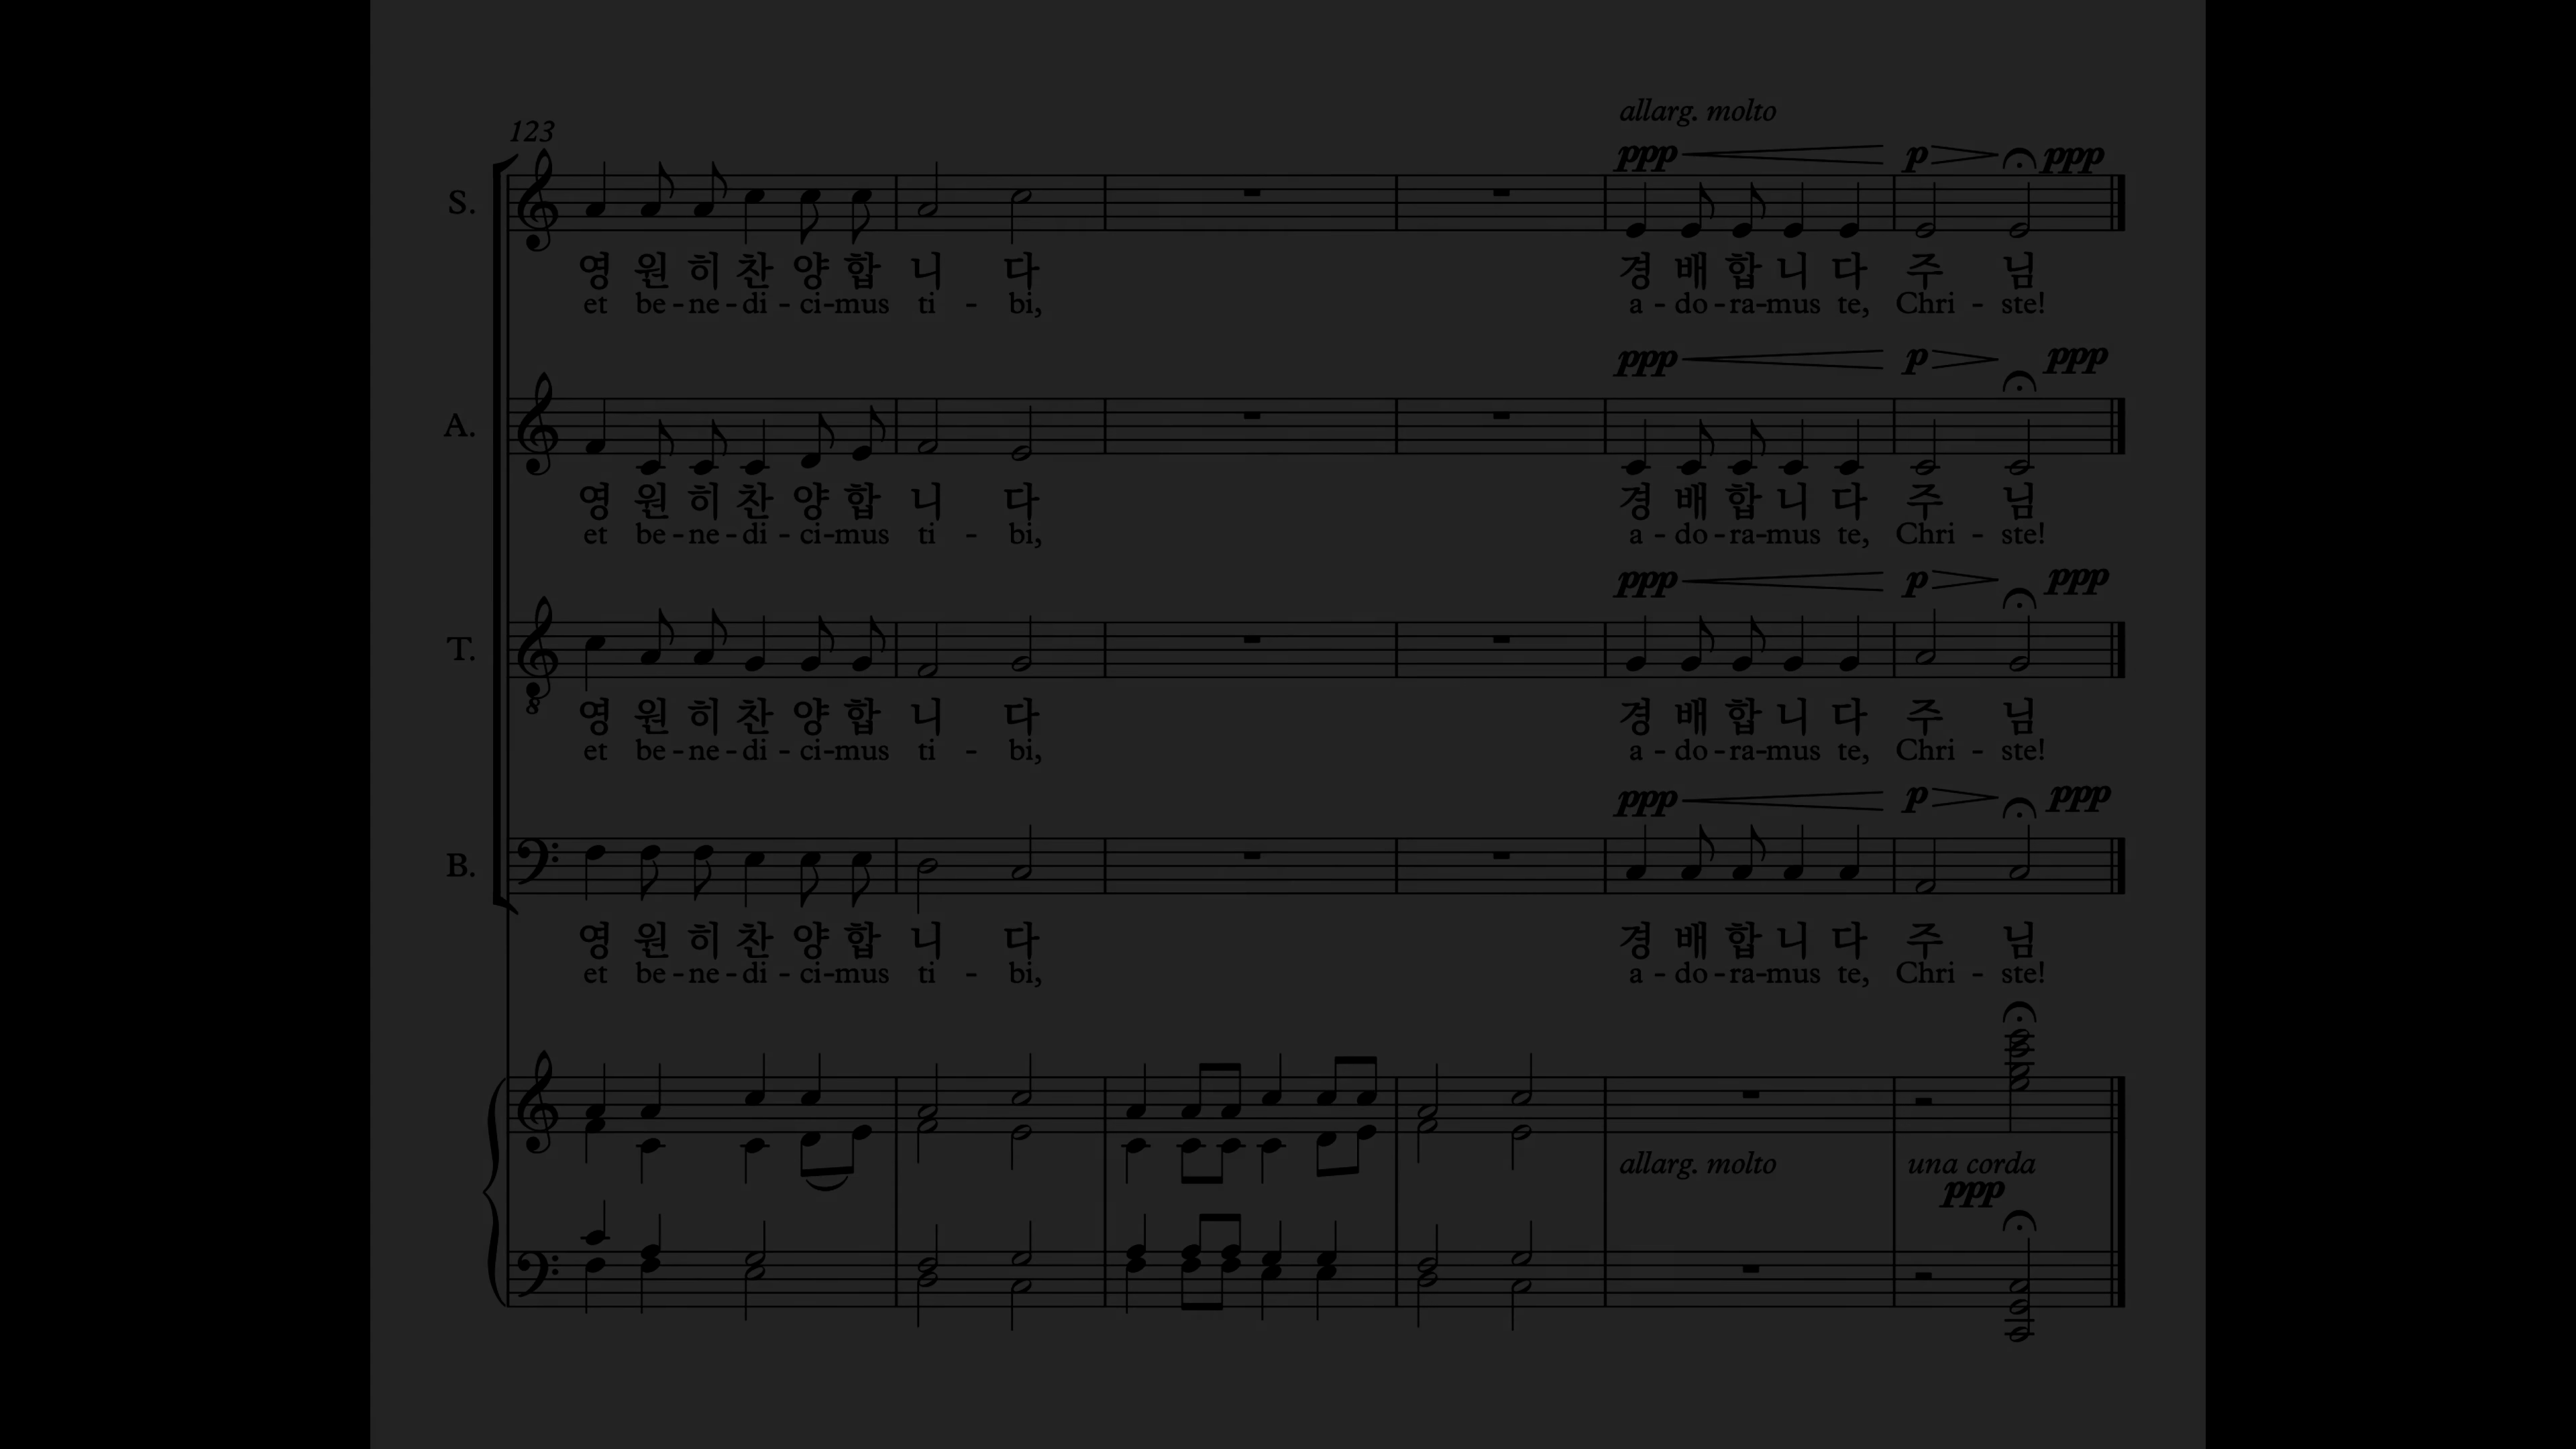 allarg. molto
123
ppp p ppp
S.
영 원 히 찬 양 합 니 다 경 배 합 니 다 주 님
et be - ne - di - ci - mus ti - bi, a - do - ra - mus te, Chri - ste!
ppp p ppp
A.
영 원 히 찬 양 합 니 다 경 배 합 니 다 주 님
et be - ne - di - ci - mus ti - bi, a - do - ra - mus te, Chri - ste!
ppp p ppp
T.
8
영 원 히 찬 양 합 니 다 경 배 합 니 다 주 님
et be - ne - di - ci - mus ti - bi, a - do - ra - mus te, Chri - ste!
ppp p ppp
B.
영 원 히 찬 양 합 니 다 경 배 합 니 다 주 님
et be - ne - di - ci - mus ti - bi, a - do - ra - mus te, Chri - ste!
allarg. molto una corda
ppp